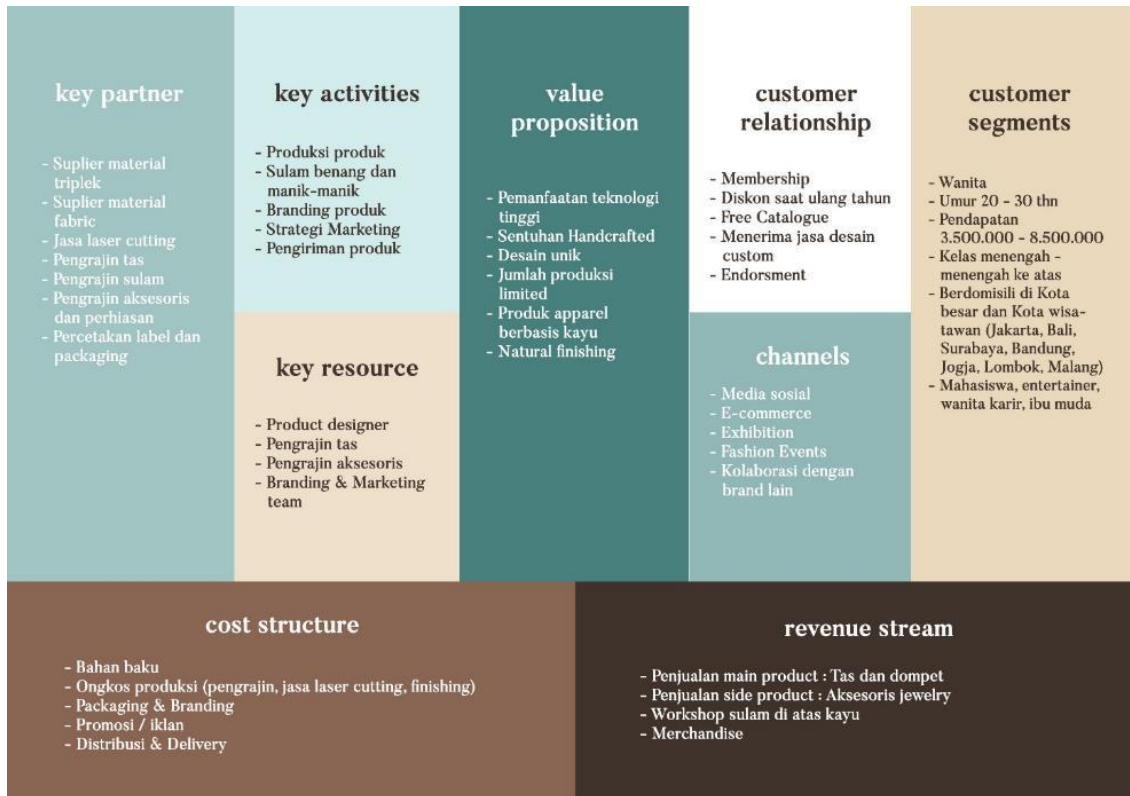 key partner
- Suplier material
triplek
- Suplier material
fabric
- Jasa laser cutting
- Pengrajin tas
- Pengrajin sulam
- Pengrajin aksesoris
dan perhiasan
- Percetakan label dan
packaging
key activities
- Produksi produk
- Sulam benang dan
manik-manik
- Branding produk
- Strategi Marketing
- Pengiriman produk
key resource
- Product designer
- Pengrajin tas
- Pengrajin aksesoris
- Branding & Marketing
team
value
proposition
- Pemanfaatan teknologi
tinggi
- Sentuhan Handcrafted
- Desain unik
- Jumlah produksi
limited
- Produk apparel
berbasis kayu
- Natural finishing
customer
relationship
- Membership
- Diskon saat ulang tahun
- Free Catalogue
- Menerima jasa desain
custom
- Endorsment
channels
- Media sosial
- E-commerce
- Exhibition
- Fashion Events
- Kolaborasi dengan
brand lain
customer
segments
- Wanita
- Umur 20 - 30 thn
- Pendapatan
3.500.000 - 8.500.000
- Kelas menengah -
menengah ke atas
- Berdomisili di Kota
besar dan Kota wisa-
tawan (Jakarta, Bali,
Surabaya, Bandung,
Jogja, Lombok, Malang)
- Mahasiswa, entertainer,
wanita karir, ibu muda
cost structure
- Bahan baku
- Ongkos produksi (pengrajin, jasa laser cutting, finishing)
- Packaging & Branding
- Promosi / iklan
- Distribusi & Delivery
revenue stream
- Penjualan main product : Tas dan dompet
- Penjualan side product : Aksesoris jewelry
- Workshop sulam di atas kayu
- Merchandise